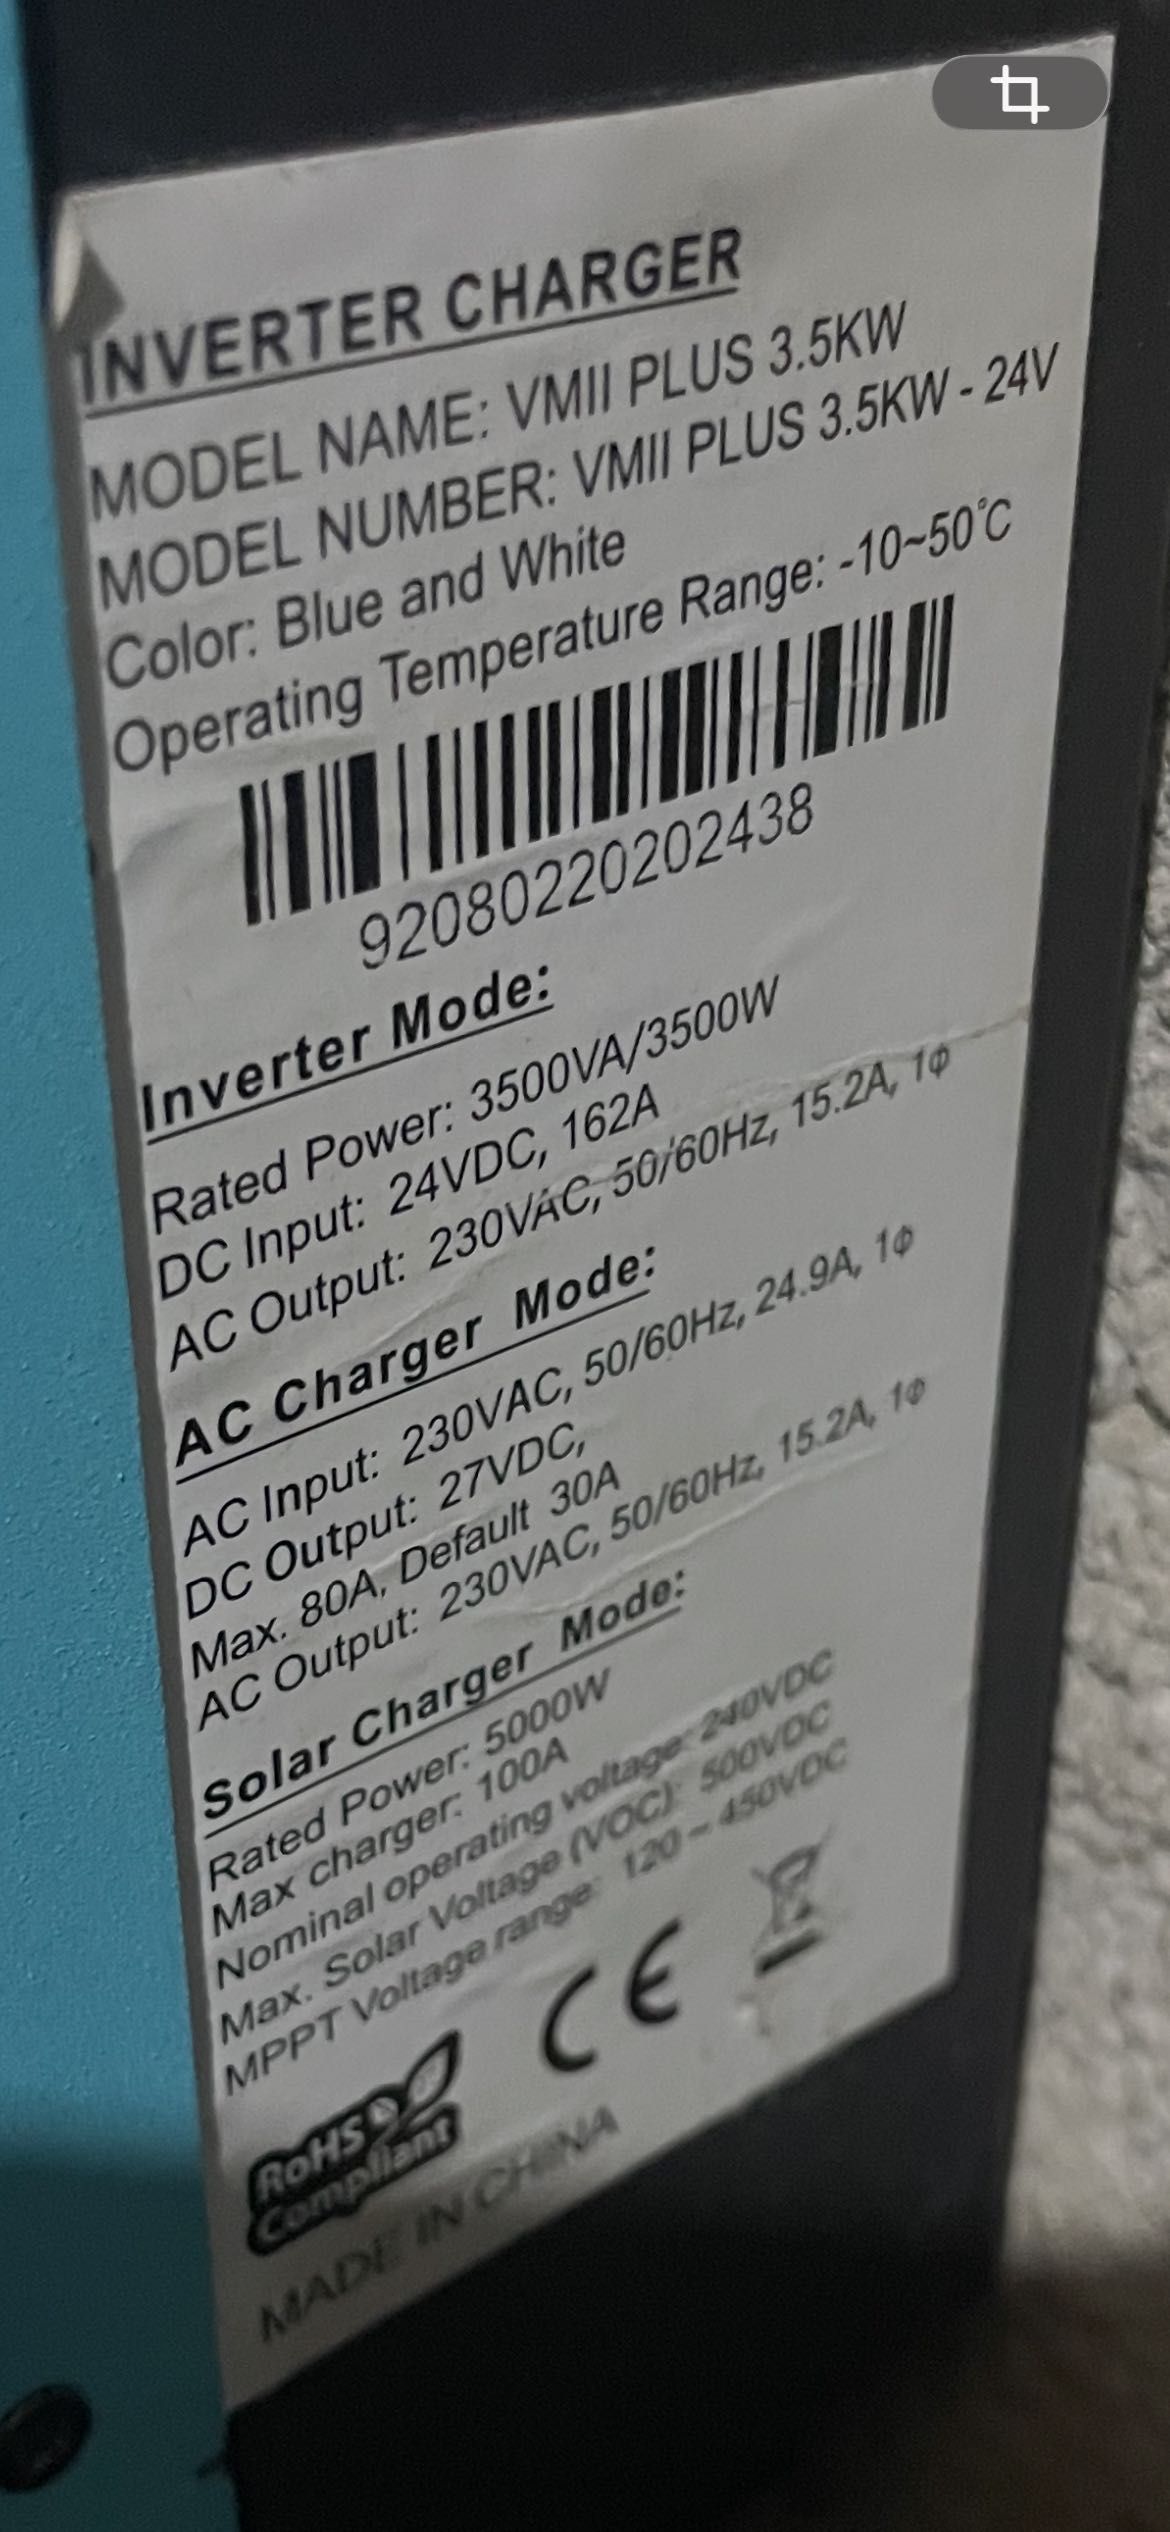 INVERTER CHARGER
MODEL NAME: VMII PLUS 3.5KW
MODEL NUMBER: VMII PLUS 3.5KW - 24V
Color: Blue and White
Operating Temperature Range: -10~50°C
92080220202438
Inverter Mode:
Rated Power: 3500VA/3500W
DC Input: 24VDC, 162A
AC Output: 230VAC, 50/60Hz, 15.2A, 1Φ
AC Charger Mode:
AC Input: 230VAC, 50/60Hz, 24.9A, 1Φ
DC Output: 27VDC,
Max. 80A, Default 30A
AC Output: 230VAC, 50/60Hz, 15.2A, 1Φ
Solar Charger Mode:
Rated Power: 5000W
Max charger: 100A
Nominal operating voltage: 240VDC
Max. Solar Voltage (VOC): 500VDC
MPPT Voltage range: 120 ~ 450VDC
CE
RoHS
Compliant
MADE IN CHINA